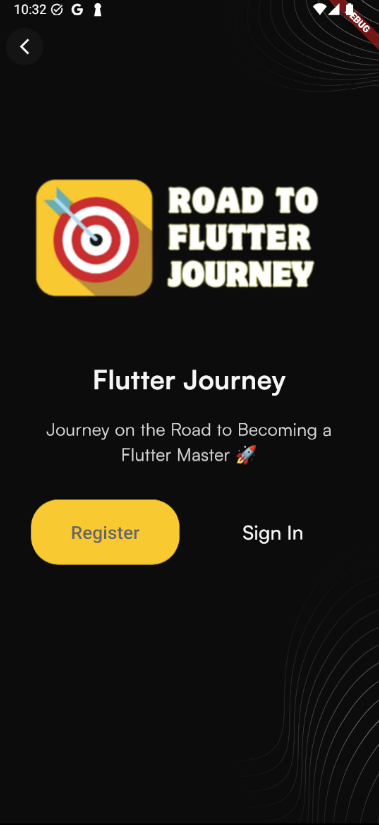 10:32 G
DEBUG
ROAD TO
FLUTTER
JOURNEY
Flutter Journey
Journey on the Road to Becoming a
Flutter Master 🚀
Register
Sign In